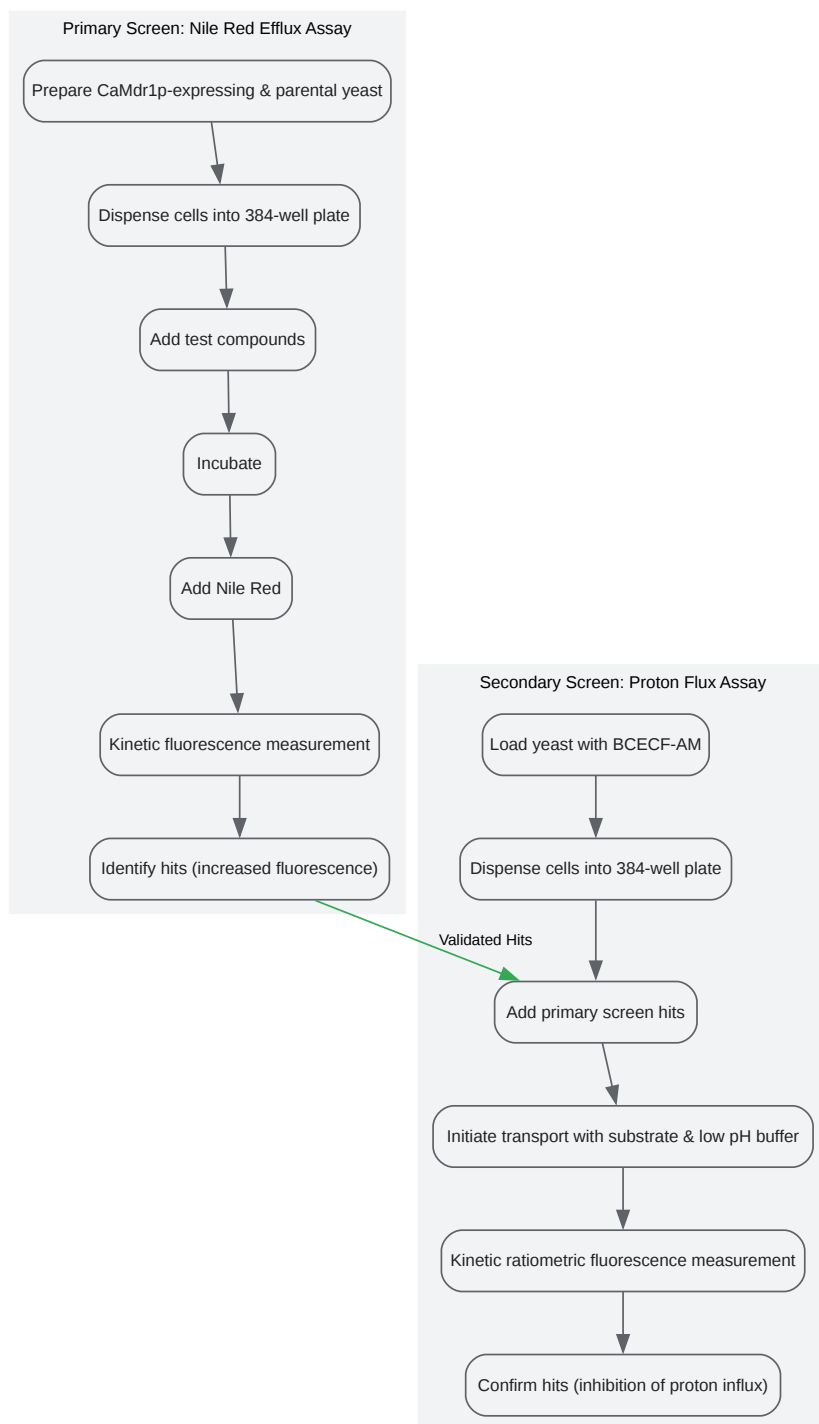 Primary Screen: Nile Red Efflux Assay
Prepare CaMdr1p-expressing & parental yeast
Dispense cells into 384-well plate
Add test compounds
Incubate
Add Nile Red
Kinetic fluorescence measurement
Identify hits (increased fluorescence)
Validated Hits
Secondary Screen: Proton Flux Assay
Load yeast with BCECF-AM
Dispense cells into 384-well plate
Add primary screen hits
Initiate transport with substrate & low pH buffer
Kinetic ratiometric fluorescence measurement
Confirm hits (inhibition of proton influx)